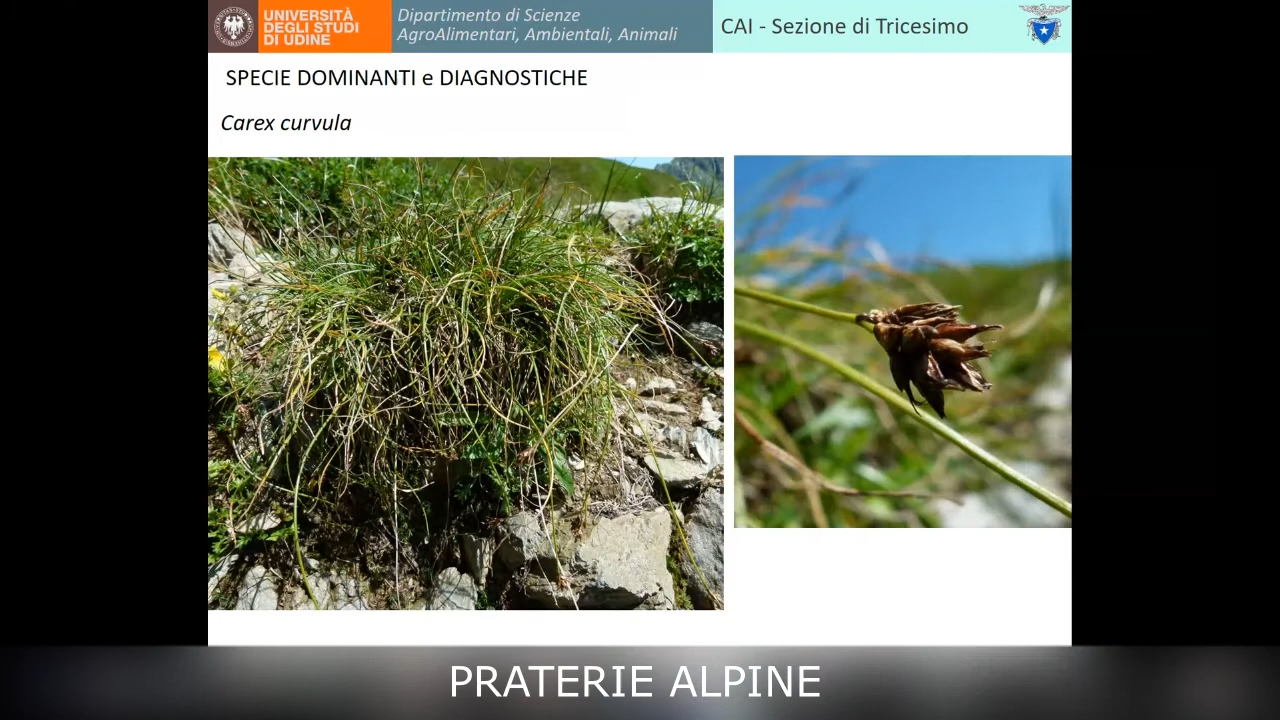 UNIVERSITÀ
DEGLI STUDI
DI UDINE
Dipartimento di Scienze
AgroAlimentari, Ambientali, Animali
CAI - Sezione di Tricesimo
SPECIE DOMINANTI e DIAGNOSTICHE
Carex curvula
PRATERIE ALPINE